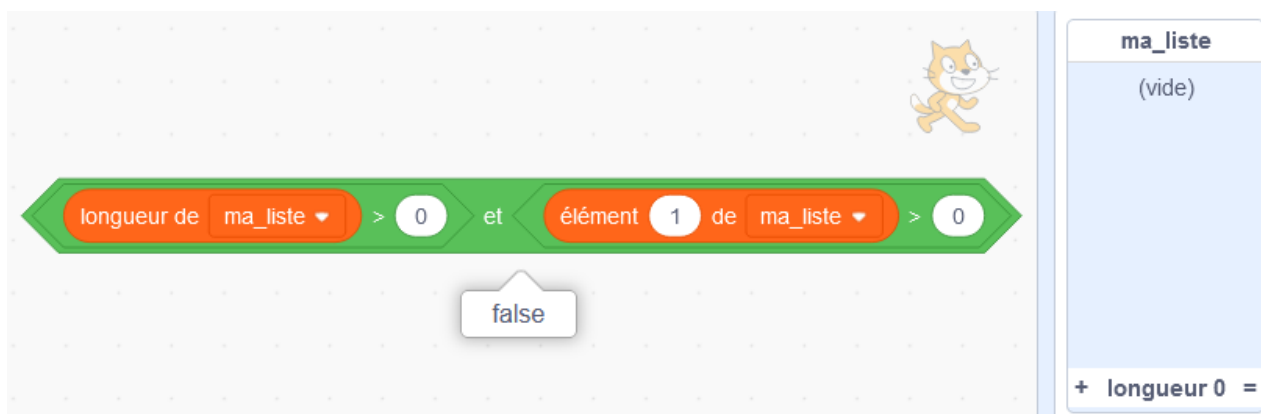 ma_liste
(vide)
longueur de ma_liste > 0 et élément 1 de ma_liste > 0
false
+ longueur 0 =